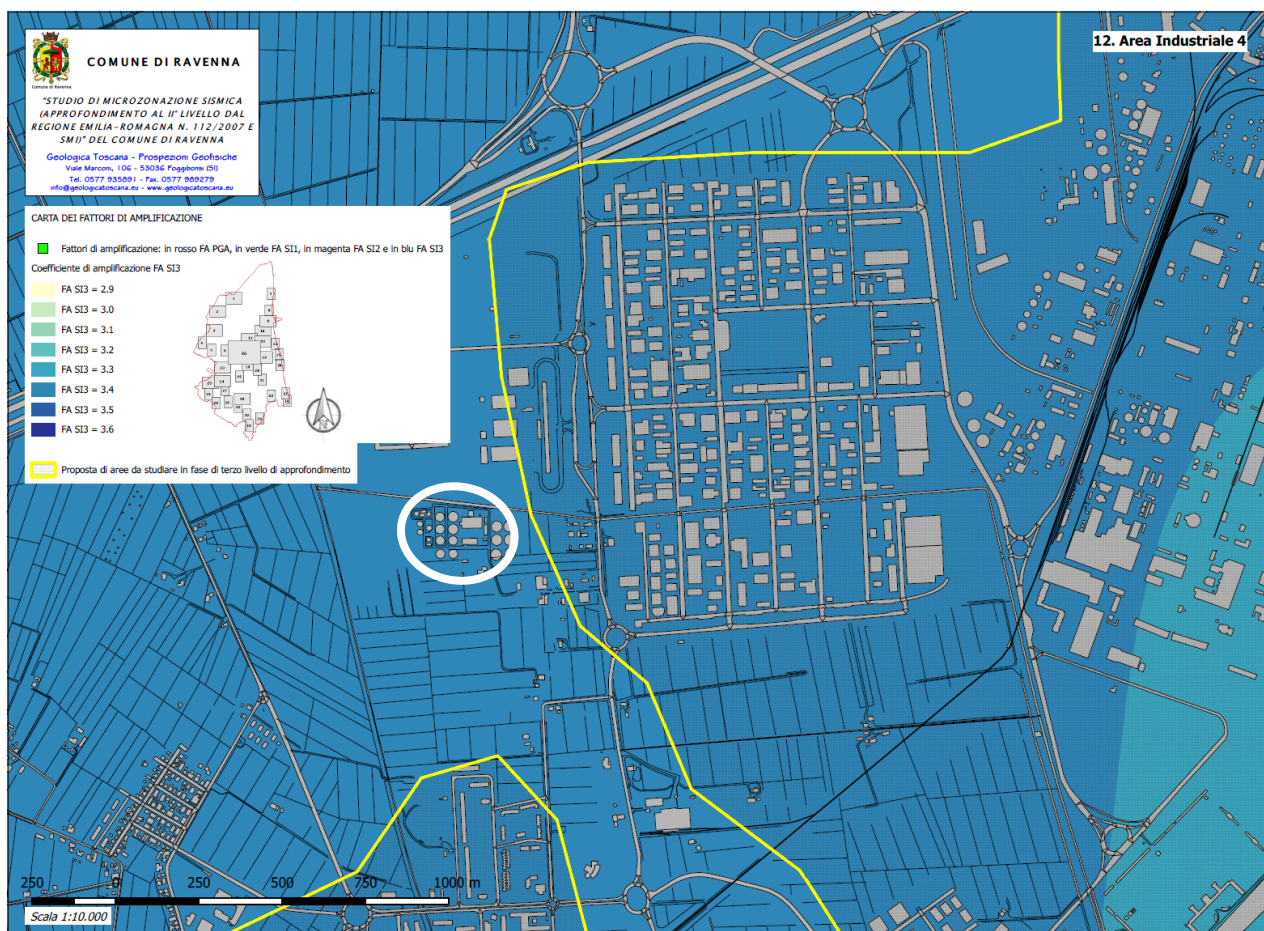 12. Area Industriale 4
COMUNE DI RAVENNA
Comune di Ravenna
"STUDIO DI MICROZONAZIONE SISMICA
(APPROFONDIMENTO AL II° LIVELLO DAL
REGIONE EMILIA-ROMAGNA N. 112/2007 E
SMI)" DEL COMUNE DI RAVENNA
Geologica Toscana - Prospezioni Geofisiche
Viale Marconi, 106 - 53036 Poggibonsi (SI)
Tel. 0577 935891 - Fax. 0577 989279
info@geologicatoscana.eu - www.geologicatoscana.eu
CARTA DEI FATTORI DI AMPLIFICAZIONE
Fattori di amplificazione: in rosso FA PGA, in verde FA SI1, in magenta FA SI2 e in blu FA SI3
Coefficiente di amplificazione FA SI3
FA SI3 = 2.9
FA SI3 = 3.0
FA SI3 = 3.1
FA SI3 = 3.2
FA SI3 = 3.3
FA SI3 = 3.4
FA SI3 = 3.5
FA SI3 = 3.6
N
Proposta di aree da studiare in fase di terzo livello di approfondimento
250 0 250 500 750 1000 m
Scala 1:10.000